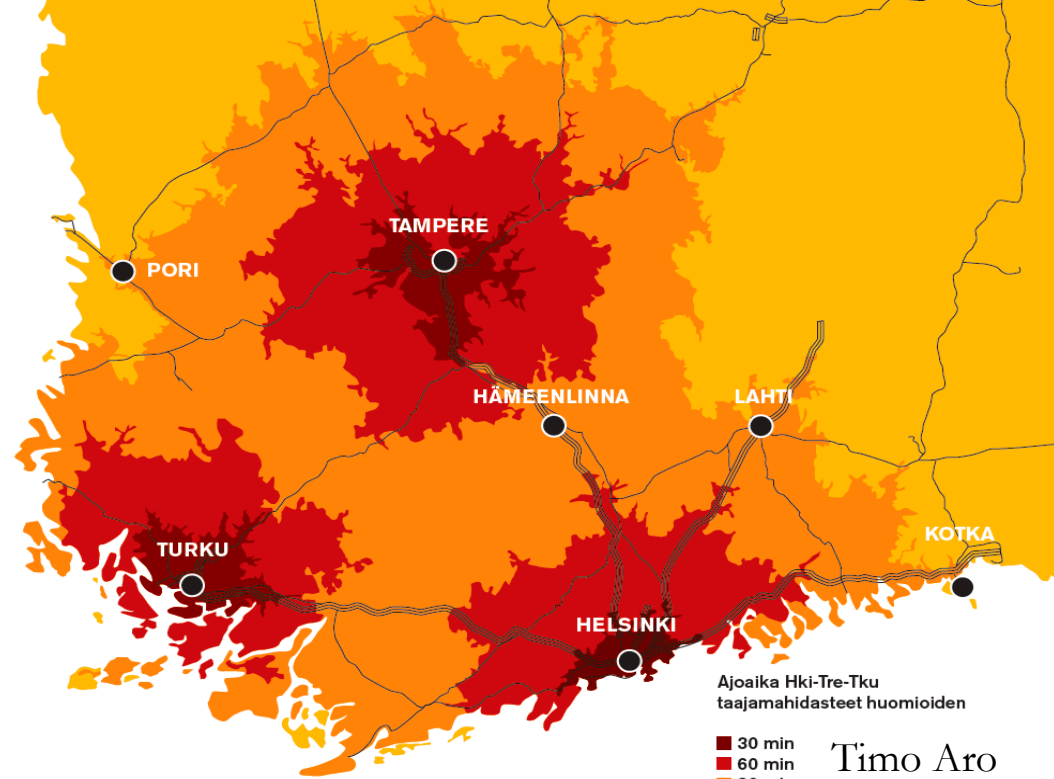 TAMPERE
PORI
HÄMEENLINNA
LAHTI
KOTKA
TURKU
HELSINKI
Ajoaika Hki-Tre-Tku
taajamahidasteet huomioiden
30 min
60 min
Timo Aro